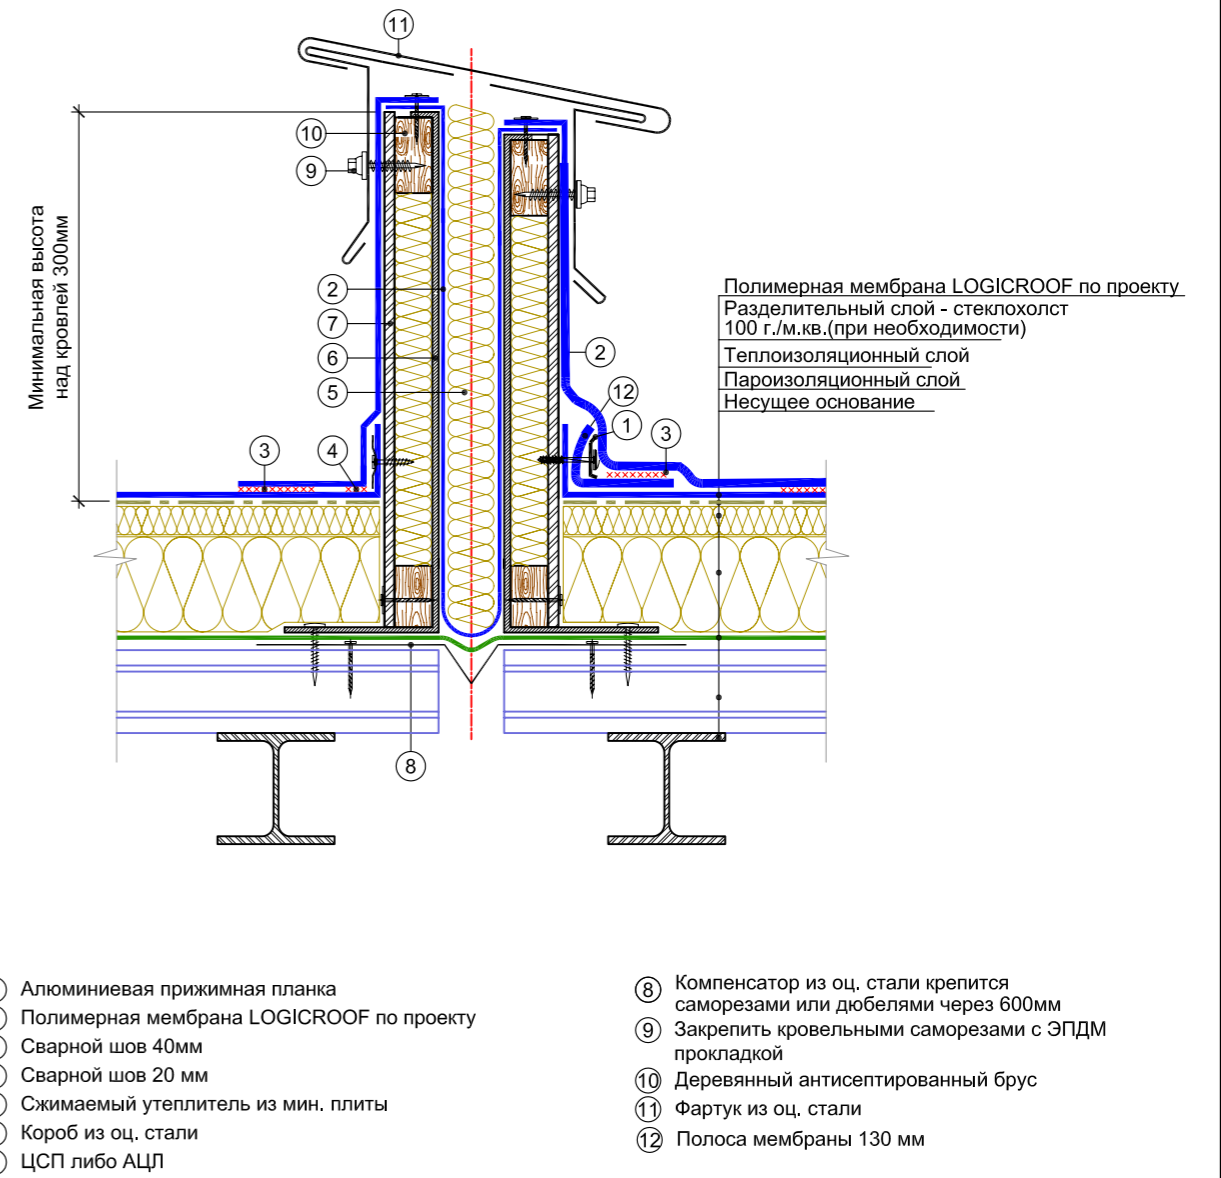 11
10
9
Минимальная высота
над кровлей 300мм
2
7
6
5
2
12
1
3
3
4
8
Полимерная мембрана LOGICROOF по проекту
Разделительный слой - стеклохолст
100 г./м.кв.(при необходимости)
Теплоизоляционный слой
Пароизоляционный слой
Несущее основание
Алюминиевая прижимная планка
Полимерная мембрана LOGICROOF по проекту
Сварной шов 40мм
Сварной шов 20 мм
Сжимаемый утеплитель из мин. плиты
Короб из оц. стали
ЦСП либо АЦЛ
8 Компенсатор из оц. стали крепится
саморезами или дюбелями через 600мм
9 Закрепить кровельными саморезами с ЭПДМ
прокладкой
10 Деревянный антисептированный брус
11 Фартук из оц. стали
12 Полоса мембраны 130 мм